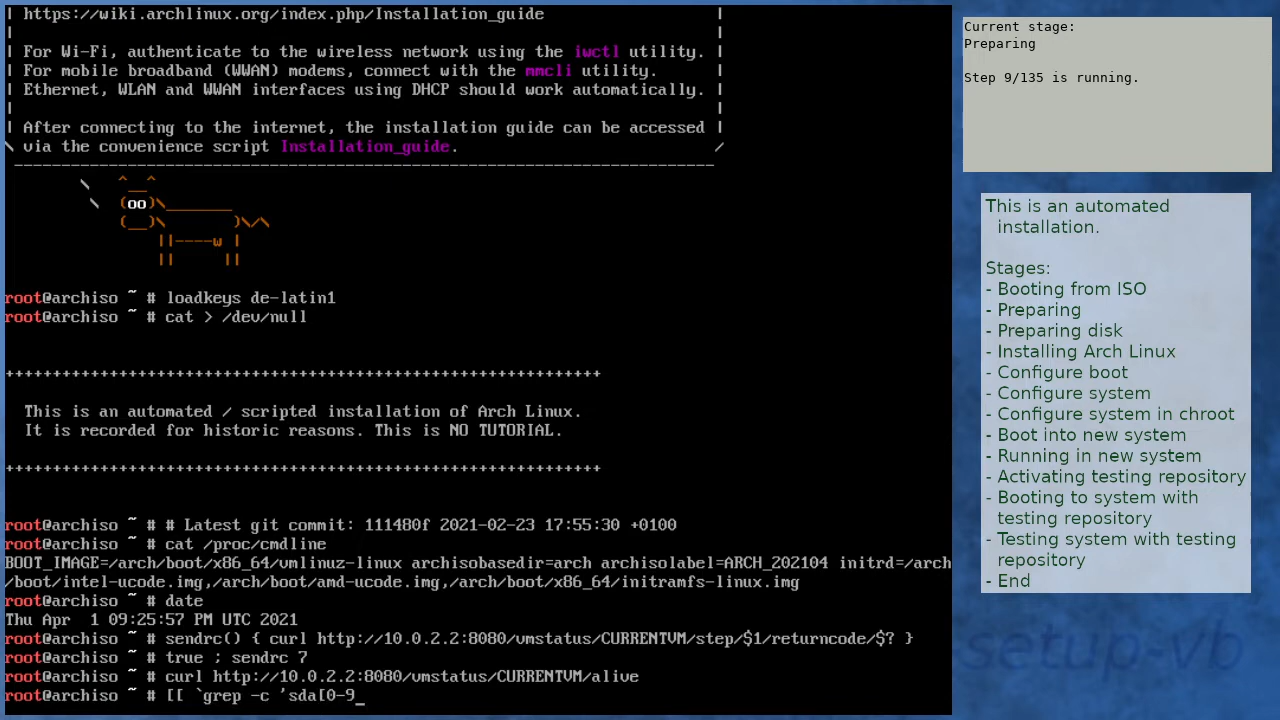 | https://wiki.archlinux.org/index.php/Installation_guide |
| |
| For Wi-Fi, authenticate to the wireless network using the iwctl utility. |
| For mobile broadband (WWAN) modems, connect with the mmcli utility. |
| Ethernet, WLAN and WWAN interfaces using DHCP should work automatically. |
| |
| After connecting to the internet, the installation guide can be accessed |
\ via the convenience script Installation_guide. /
---------------------------------------------------------------------------
\ ^__^
\ (oo)\_______
(__)\ )\/\
||----w |
|| ||
root@archiso ~ # loadkeys de-latin1
root@archiso ~ # cat > /dev/null
+++++++++++++++++++++++++++++++++++++++++++++++++++++++++++++++
This is an automated / scripted installation of Arch Linux.
It is recorded for historic reasons. This is NO TUTORIAL.
+++++++++++++++++++++++++++++++++++++++++++++++++++++++++++++++
root@archiso ~ # # Latest git commit: 111480f 2021-02-23 17:55:30 +0100
root@archiso ~ # cat /proc/cmdline
BOOT_IMAGE=/arch/boot/x86_64/vmlinuz-linux archisobasedir=arch archisolabel=ARCH_202104 initrd=/arch
/boot/intel-ucode.img,/arch/boot/amd-ucode.img,/arch/boot/x86_64/initramfs-linux.img
root@archiso ~ # date
Thu Apr  1 09:25:57 PM UTC 2021
root@archiso ~ # sendrc() { curl http://10.0.2.2:8080/vmstatus/CURRENTVM/step/$1/returncode/$? }
root@archiso ~ # true ; sendrc 7
root@archiso ~ # curl http://10.0.2.2:8080/vmstatus/CURRENTVM/alive
root@archiso ~ # [[ `grep -c 'sda[0-9_
Current stage:
Preparing
Step 9/135 is running.
This is an automated
installation.
Stages:
- Booting from ISO
- Preparing
- Preparing disk
- Installing Arch Linux
- Configure boot
- Configure system
- Configure system in chroot
- Boot into new system
- Running in new system
- Activating testing repository
- Booting to system with
testing repository
- Testing system with testing
repository
- End
setup-vb